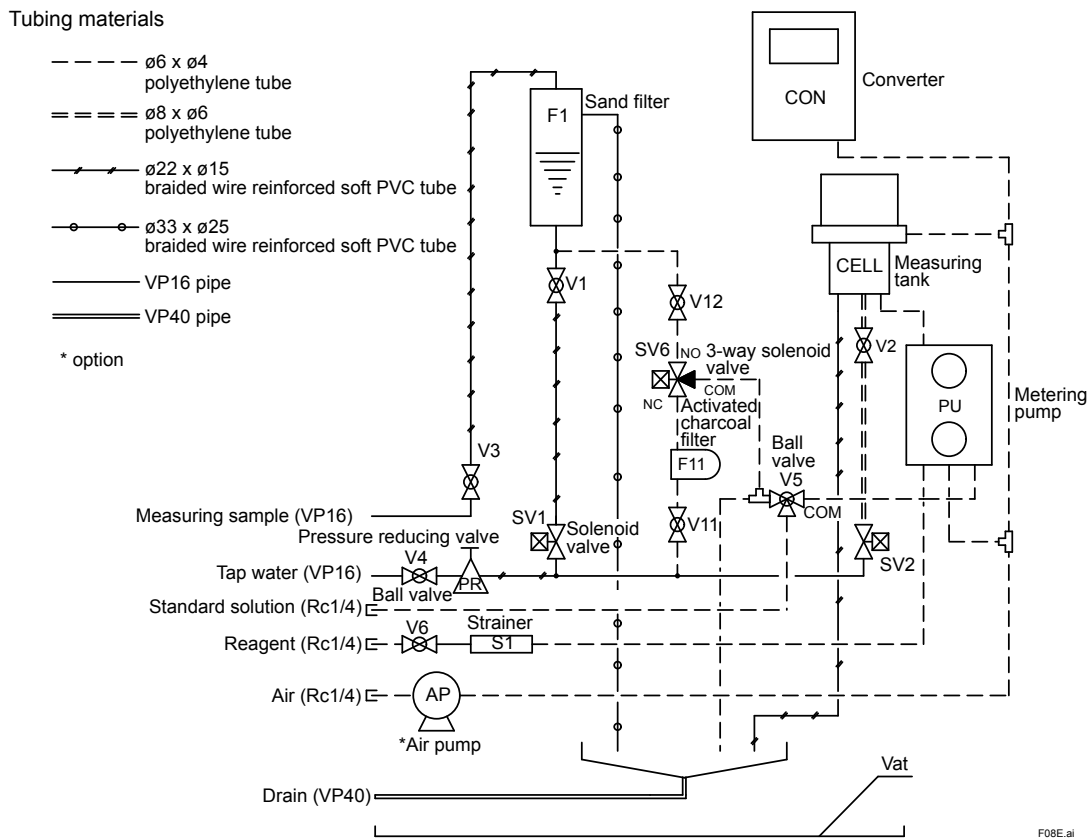 Tubing materials
ø6 x ø4
polyethylene tube
ø8 x ø6
polyethylene tube
ø22 x ø15
braided wire reinforced soft PVC tube
ø33 x ø25
braided wire reinforced soft PVC tube
VP16 pipe
VP40 pipe
* option
F1
Sand filter
CON
Converter
CELL
Measuring
tank
V1
V12
V2
SV6
NO
3-way solenoid
valve
COM
NC
Activated
charcoal
filter
F11
PU
Metering
pump
V3
Ball
valve
V5
COM
Measuring sample (VP16)
SV1
Solenoid
valve
V11
SV2
Pressure reducing valve
V4
PR
Tap water (VP16)
Ball valve
Standard solution (Rc1/4)
V6
Strainer
S1
Reagent (Rc1/4)
Air (Rc1/4)
AP
*Air pump
Vat
Drain (VP40)
F08E.ai